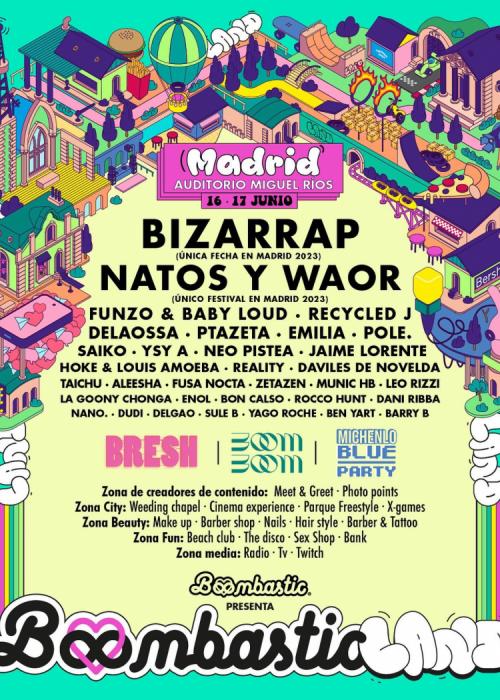 LAND
Madrid
AUDITORIO MIGUEL RIOS
16 - 17 JUNIO
BIZARRAP
(ÚNICA FECHA EN MADRID 2023)
NATOS Y WAOR
(ÚNICO FESTIVAL EN MADRID 2023)
FUNZO & BABY LOUD · RECYCLED J
DELAOSSA · PTAZETA · EMILIA · POLE.
SAIKO · YSY A · NEO PISTEA · JAIME LORENTE
HOKE & LOUIS AMOEBA · REALITY · DAVILES DE NOVELDA
TAICHU · ALEESHA · FUSA NOCTA · ZETAZEN · MUNIC HB · LEO RIZZI
LA GOONY CHONGA · ENOL · BON CALSO · ROCCO HUNT · DANI RIBBA
NANO. · DUDI · DELGAO · SULE B · YAGO ROCHE · BEN YART · BARRY B
BRESH | BOOM BOOM | MICHENLO BLUE PARTY
Zona de creadores de contenido: Meet & Greet · Photo points
Zona City: Weeding chapel · Cinema experience · Parque Freestyle · X-games
Zona Beauty: Make up · Barber shop · Nails · Hair style · Barber & Tattoo
Zona Fun: Beach club · The disco · Sex Shop · Bank
Zona media: Radio · Tv · Twitch
Boombastic
PRESENTA
Boombastic LAND